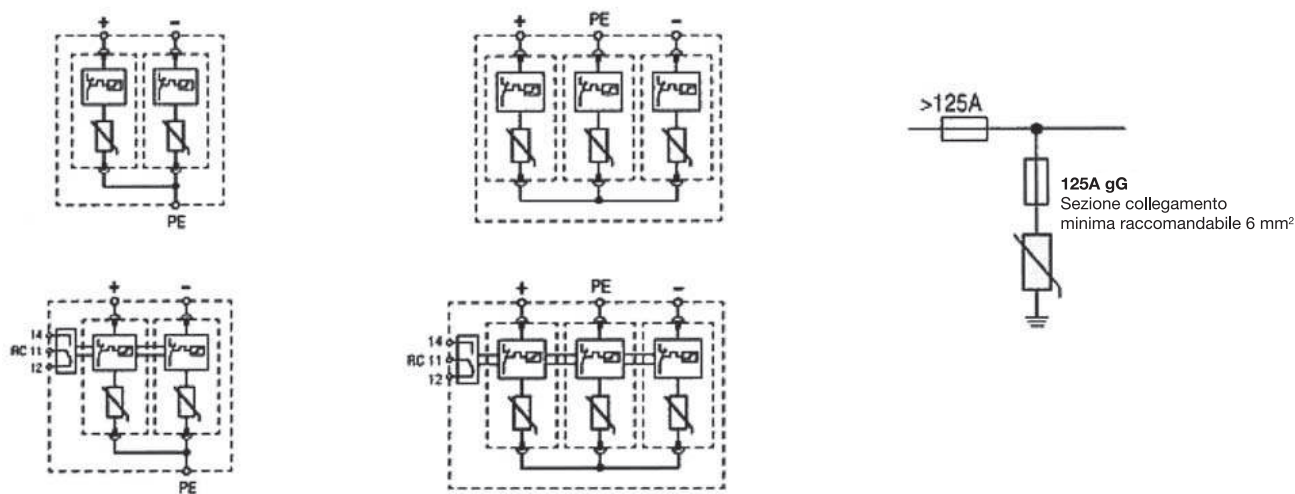 + -
PE
+ PE -
>125A
125A gG
Sezione collegamento
minima raccomandabile 6 mm²
+ -
14
RC 11
12
PE
+ PE -
14
RC 11
12